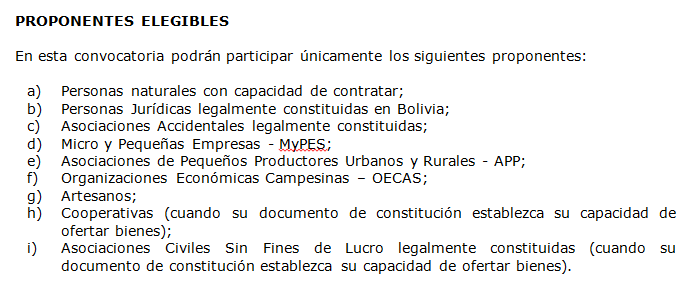 PROPONENTES ELEGIBLES
En esta convocatoria podrán participar únicamente los siguientes proponentes:
a) Personas naturales con capacidad de contratar;
b) Personas Jurídicas legalmente constituidas en Bolivia;
c) Asociaciones Accidentales legalmente constituidas;
d) Micro y Pequeñas Empresas - MyPES;
e) Asociaciones de Pequeños Productores Urbanos y Rurales - APP;
f) Organizaciones Económicas Campesinas – OECAS;
g) Artesanos;
h) Cooperativas (cuando su documento de constitución establezca su capacidad de
ofertar bienes);
i) Asociaciones Civiles Sin Fines de Lucro legalmente constituidas (cuando su
documento de constitución establezca su capacidad de ofertar bienes).